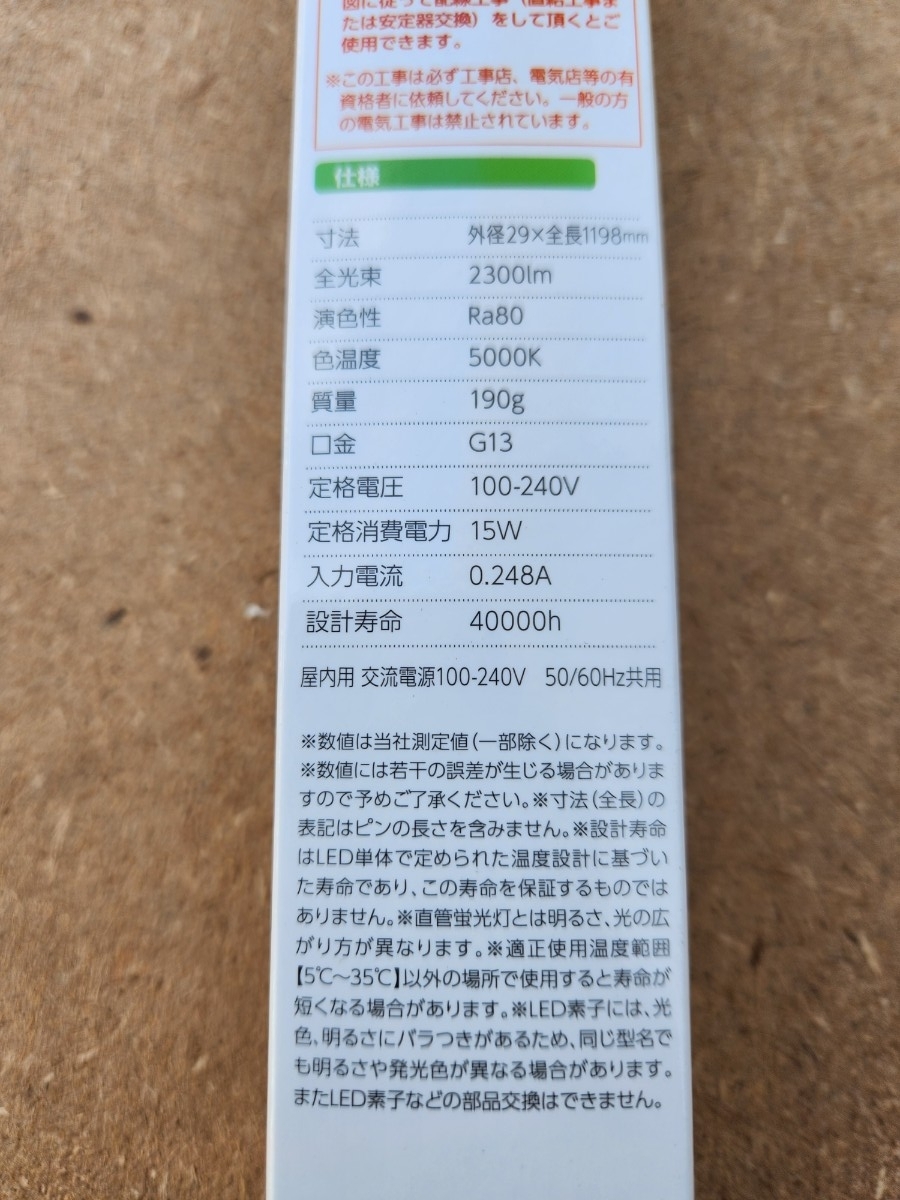 図に従って配線工事（直結工事ま
たは安定器交換）をして頂くとご
使用できます。
※この工事は必ず工事店、電気店等の有
資格者に依頼してください。一般の方
の電気工事は禁止されています。
仕様
寸法 外径29×全長1198mm
全光束 2300lm
演色性 Ra80
色温度 5000K
質量 190g
口金 G13
定格電圧 100-240V
定格消費電力 15W
入力電流 0.248A
設計寿命 40000h
屋内用 交流電源100-240V 50/60Hz共用
※数値は当社測定値（一部除く）になります。
※数値には若干の誤差が生じる場合がありま
すので予めご了承ください。※寸法（全長）の
表記はピンの長さを含みません。※設計寿命
はLED単体で定められた温度設計に基づい
た寿命であり、この寿命を保証するものでは
ありません。※直管蛍光灯とは明るさ、光の広
がり方が異なります。※適正使用温度範囲
【5℃～35℃】以外の場所で使用すると寿命が
短くなる場合があります。※LED素子には、光
色、明るさにバラつきがあるため、同じ型名で
も明るさや発光色が異なる場合があります。
またLED素子などの部品交換はできません。